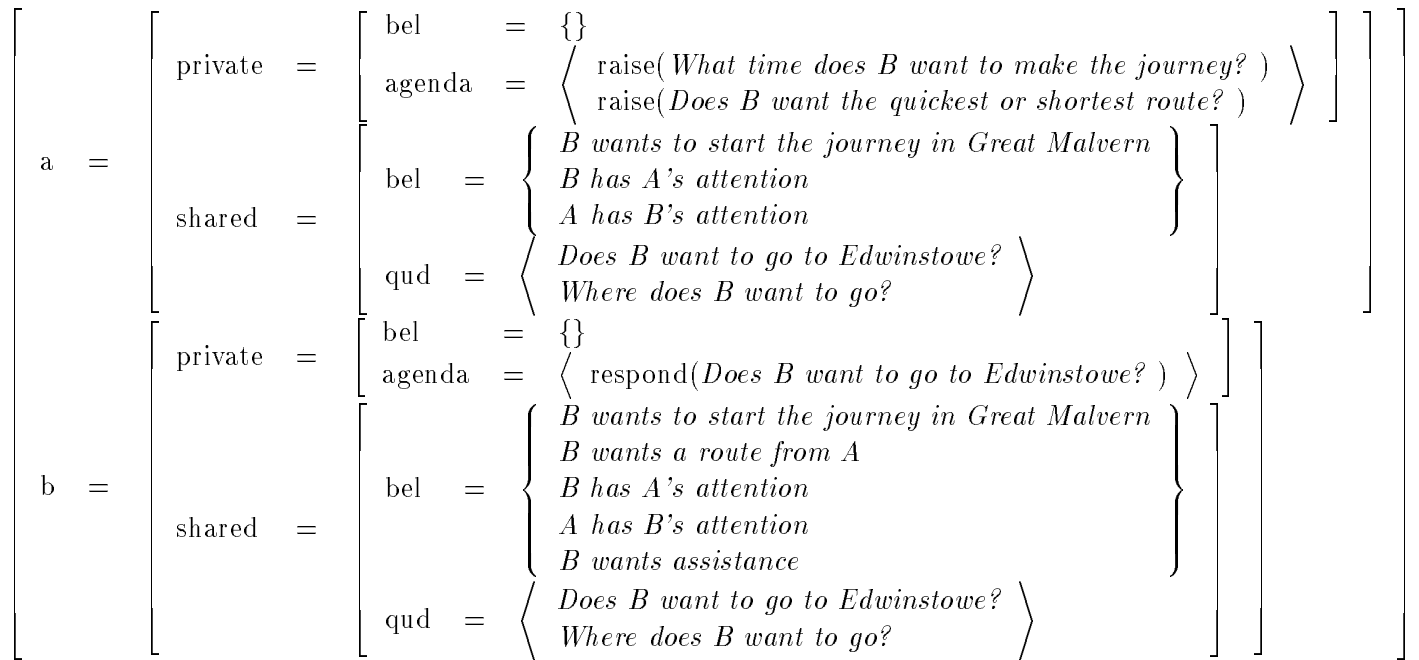 bel = {}
private = agenda = ⟨ raise( What time does B want to make the journey? )
raise(Does B want the quickest or shortest route? ) ⟩
a =
B wants to start the journey in Great Malvern
bel = { B has A's attention }
A has B's attention
shared =
Does B want to go to Edwinstowe?
qud = ⟨ Where does B want to go? ⟩
bel = {}
private =
agenda = ⟨ respond(Does B want to go to Edwinstowe? ) ⟩
B wants to start the journey in Great Malvern
B wants a route from A
b = bel = { B has A's attention }
A has B's attention
shared =
B wants assistance
Does B want to go to Edwinstowe?
qud = ⟨ Where does B want to go? ⟩